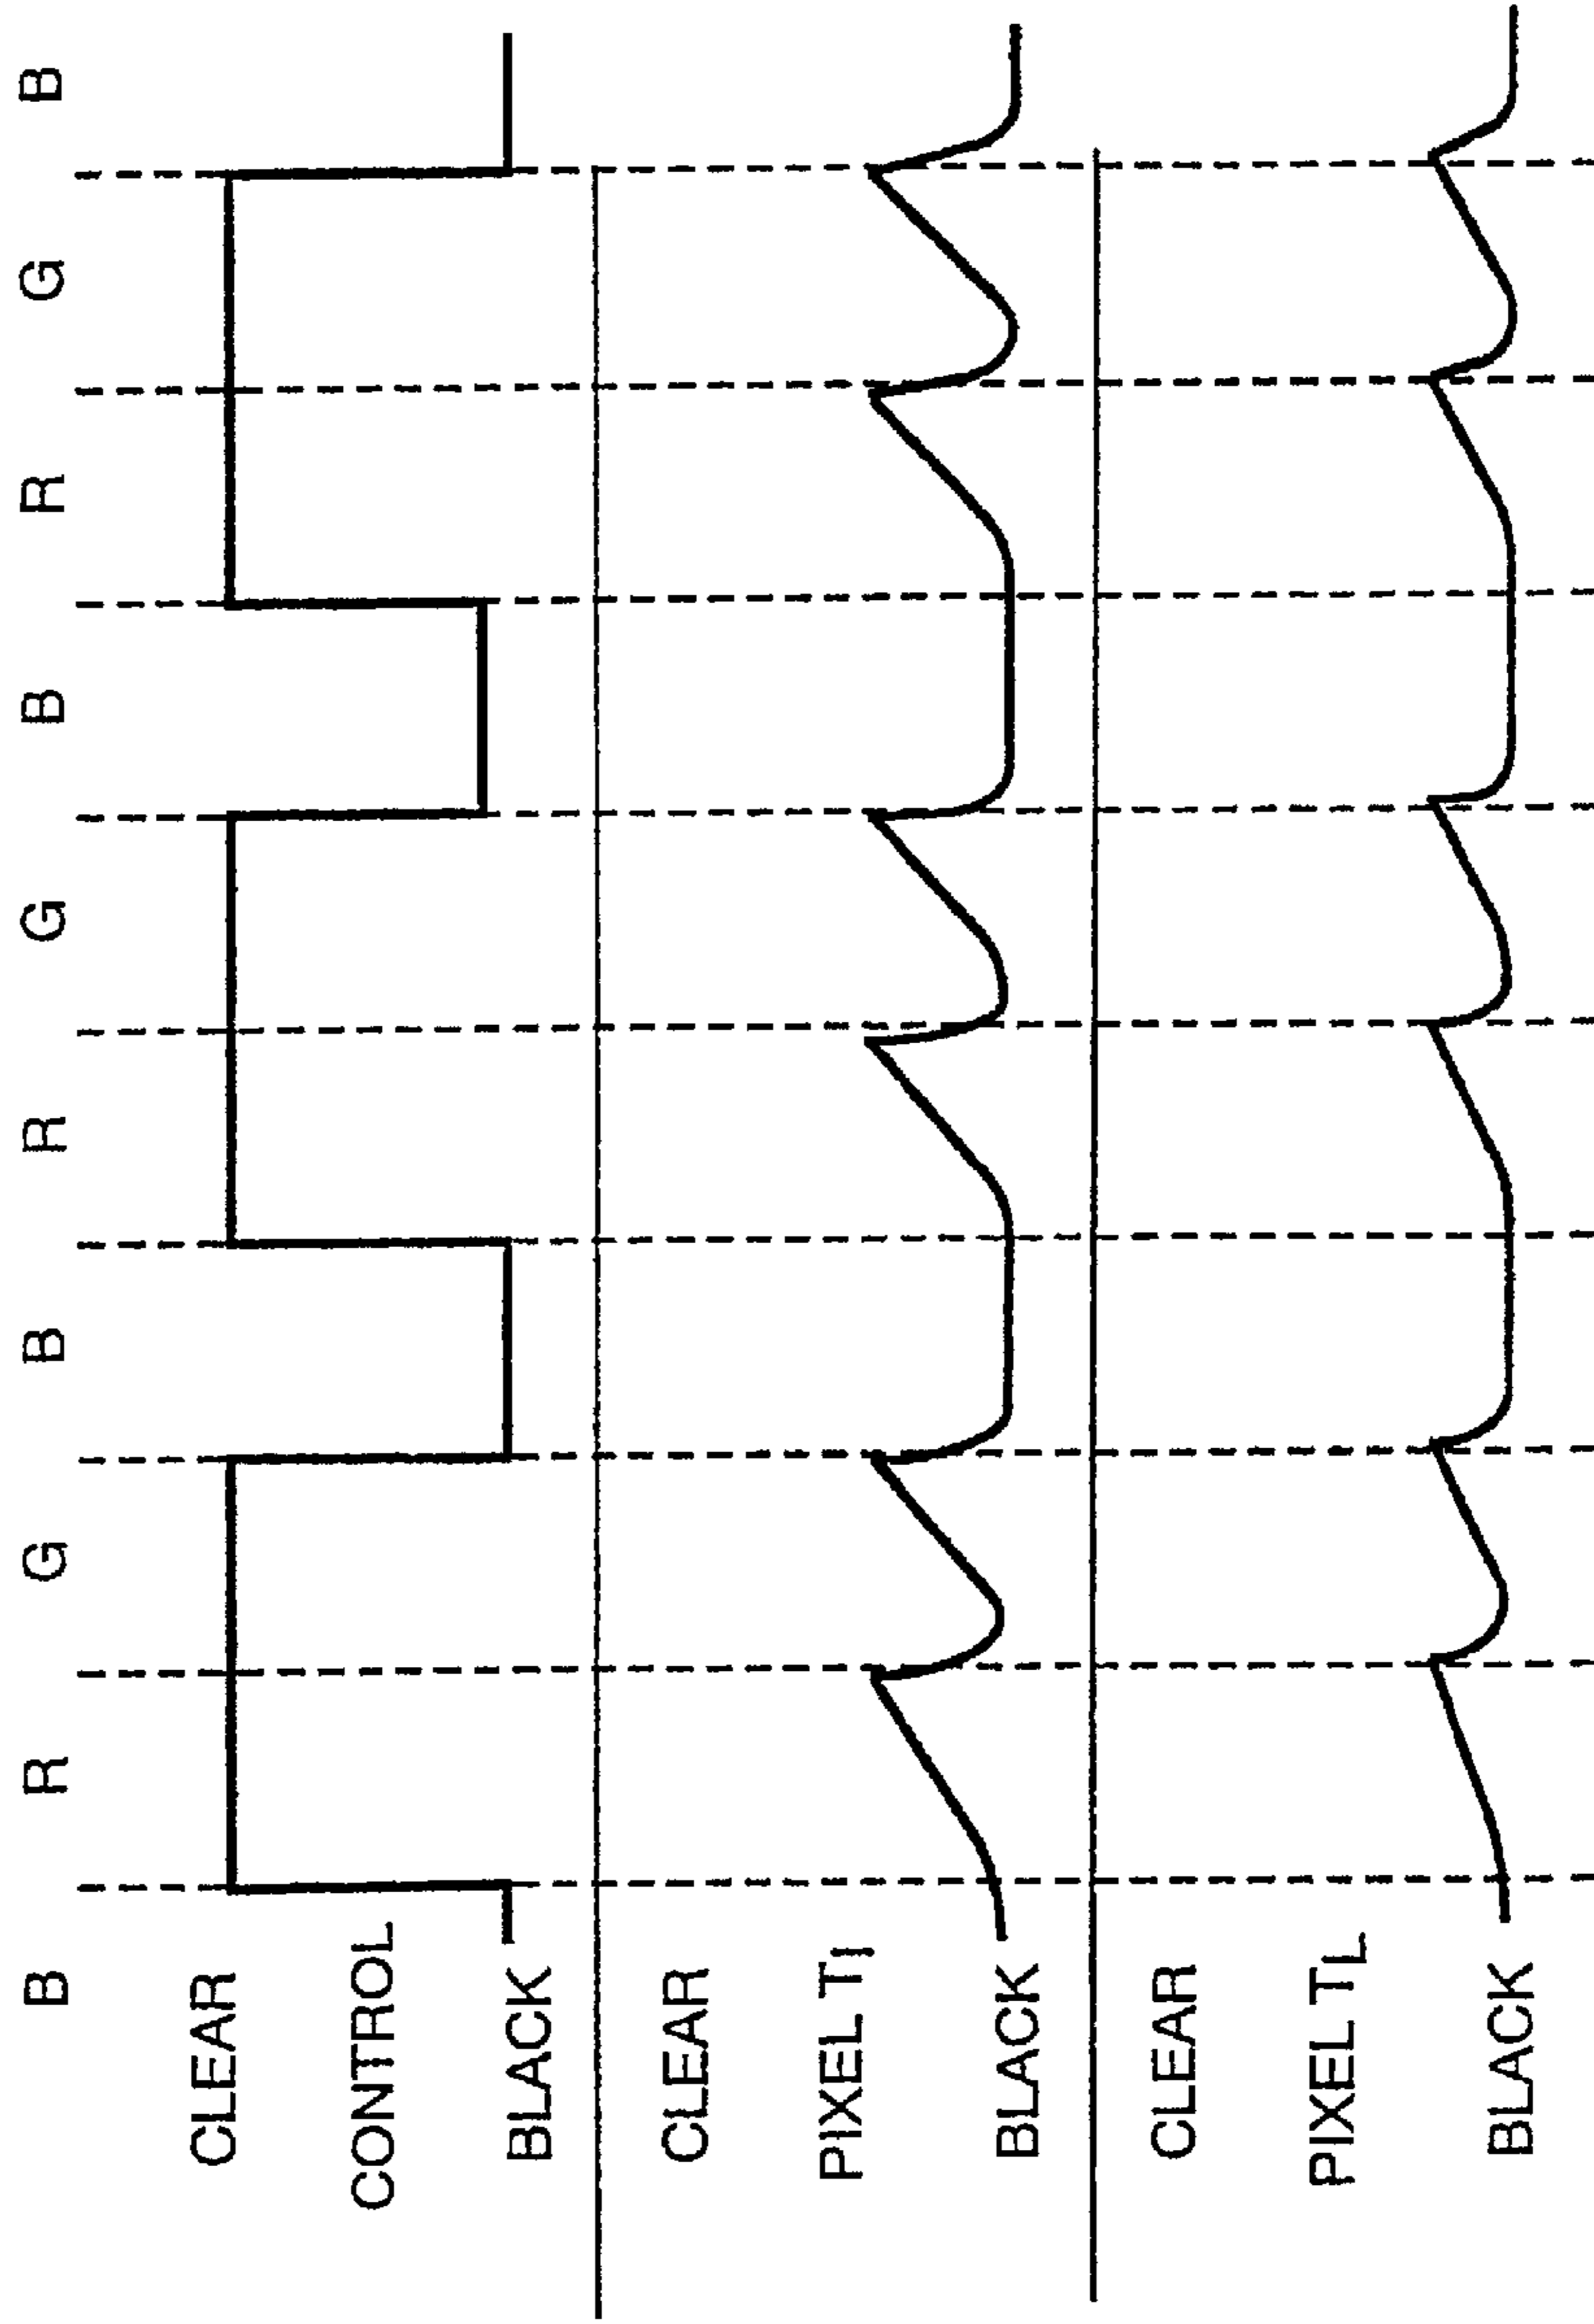 B R G B R G B R G B
CLEAR
CONTROL
BLACK
CLEAR
PIXEL TI
BLACK
CLEAR
PIXEL TL
BLACK